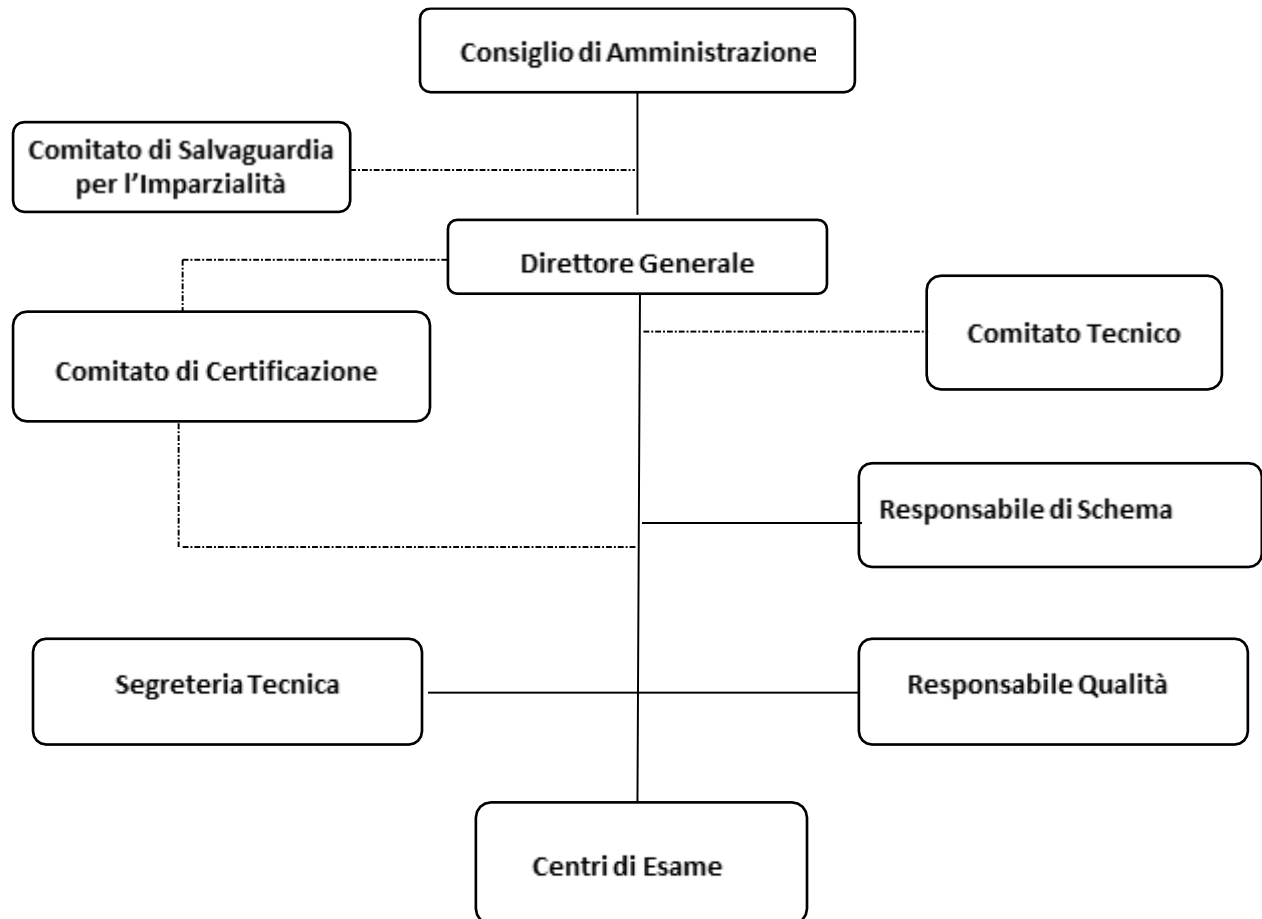 Consiglio di Amministrazione
Comitato di Salvaguardia
per l'Imparzialità
Direttore Generale
Comitato Tecnico
Comitato di Certificazione
Responsabile di Schema
Segreteria Tecnica
Responsabile Qualità
Centri di Esame